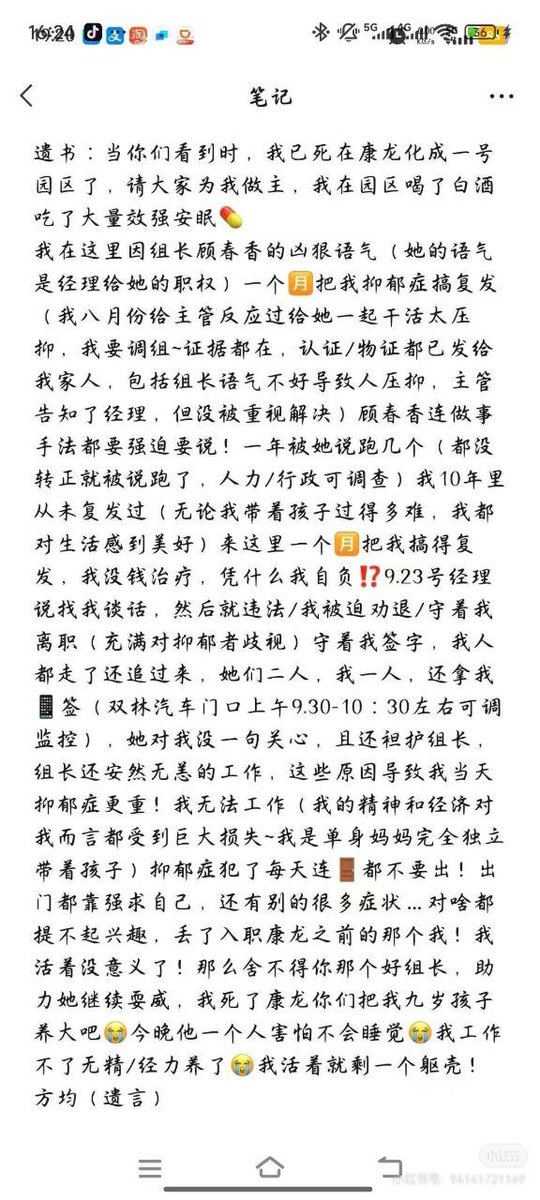 笔记
遗书：当你们看到时，我已死在康龙化成一号
园区了，请大家为我做主，我在园区喝了白酒
吃了大量效强安眠💊
我在这里因组长顾春香的凶狠语气（她的语气
是经理给她的职权）一个🈷️把我抑郁症搞复发
（我八月份给主管反应过给她一起干活太压
抑，我要调组~证据都在，认证/物证都已发给
我家人，包括组长语气不好导致人压抑，主管
告知了经理，但没被重视解决）顾春香连做事
手法都要强迫要说！一年被她说跑几个（都没
转正就被说跑了，人力/行政可调查）我10年里
从未复发过（无论我带着孩子过得多难，我都
对生活感到美好）来这里一个🈷️把我搞得复
发，我没钱治疗，凭什么我自负⁉️9.23号经理
说找我谈话，然后就违法/我被迫劝退/守着我
离职（充满对抑郁者歧视）守着我签字，我人
都走了还追过来，她们二人，我一人，还拿我
📱签（双林汽车门口上午9.30-10：30左右可调
监控），她对我没一句关心，且还袒护组长，
组长还安然无恙的工作，这些原因导致我当天
抑郁症更重！我无法工作（我的精神和经济对
我而言都受到巨大损失~我是单身妈妈完全独立
带着孩子）抑郁症犯了每天连🚪都不要出！出
门都靠强求自己，还有别的很多症状...对啥都
提不起兴趣，丢了入职康龙之前的那个我！我
活着没意义了！那么舍不得你那个好组长，助
力她继续耍威，我死了康龙你们把我九岁孩子
养大吧😭今晚他一个人害怕不会睡觉😭我工作
不了无精/经力养了😭我活着就剩一个躯壳！
方均（遗言）
小红书